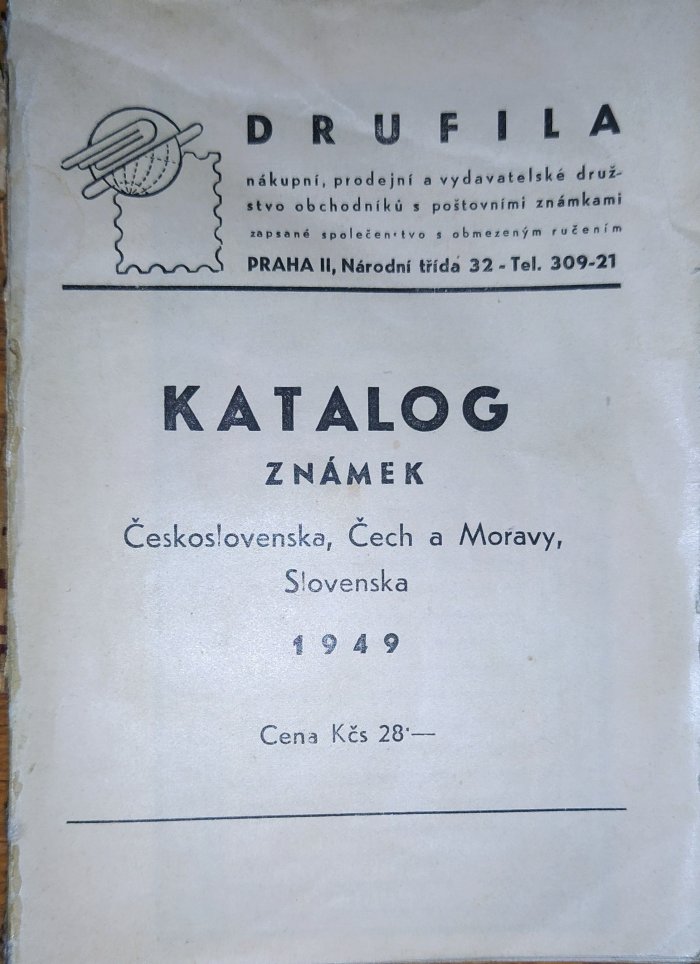 DRUFILA
nákupní, prodejní a vydavatelské druž-
stvo obchodníků s poštovními známkami
zapsané společenstvo s obmezeným ručením
PRAHA II, Národní třída 32 - Tel. 309-21
KATALOG
ZNÁMEK
Československa, Čech a Moravy,
Slovenska
1949
Cena Kčs 28·—